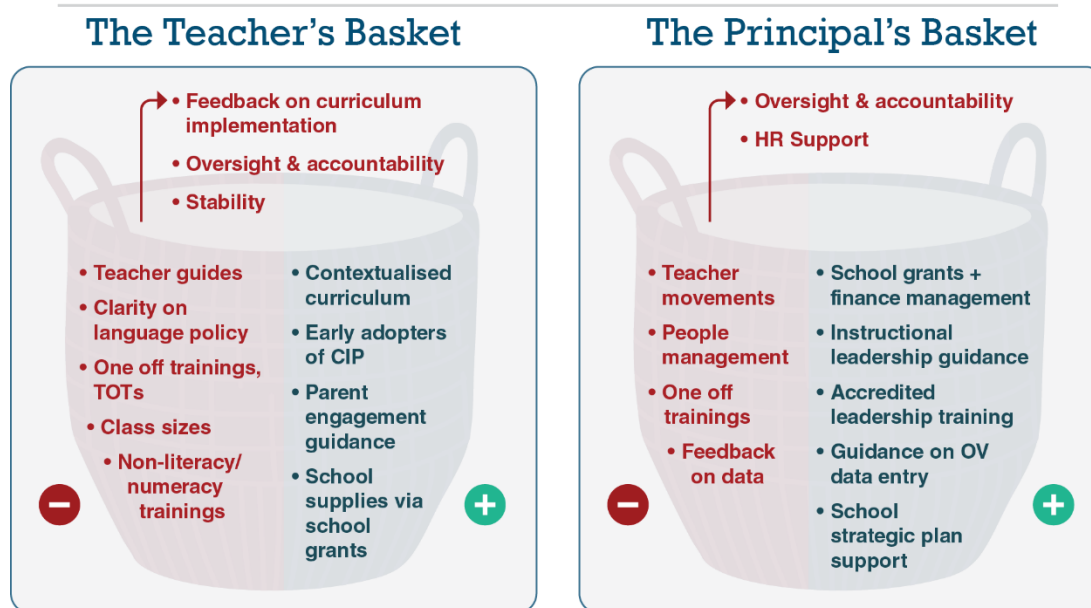 The Teacher's Basket
• Feedback on curriculum
implementation
• Oversight & accountability
• Stability
• Teacher guides
• Clarity on
language policy
• One off trainings,
TOTs
• Class sizes
• Non-literacy/
numeracy
trainings
• Contextualised
curriculum
• Early adopters
of CIP
• Parent
engagement
guidance
• School
supplies via
school
grants
−
+
The Principal's Basket
• Oversight & accountability
• HR Support
• Teacher
movements
• People
management
• One off
trainings
• Feedback
on data
• School grants +
finance management
• Instructional
leadership guidance
• Accredited
leadership training
• Guidance on OV
data entry
• School
strategic plan
support
−
+